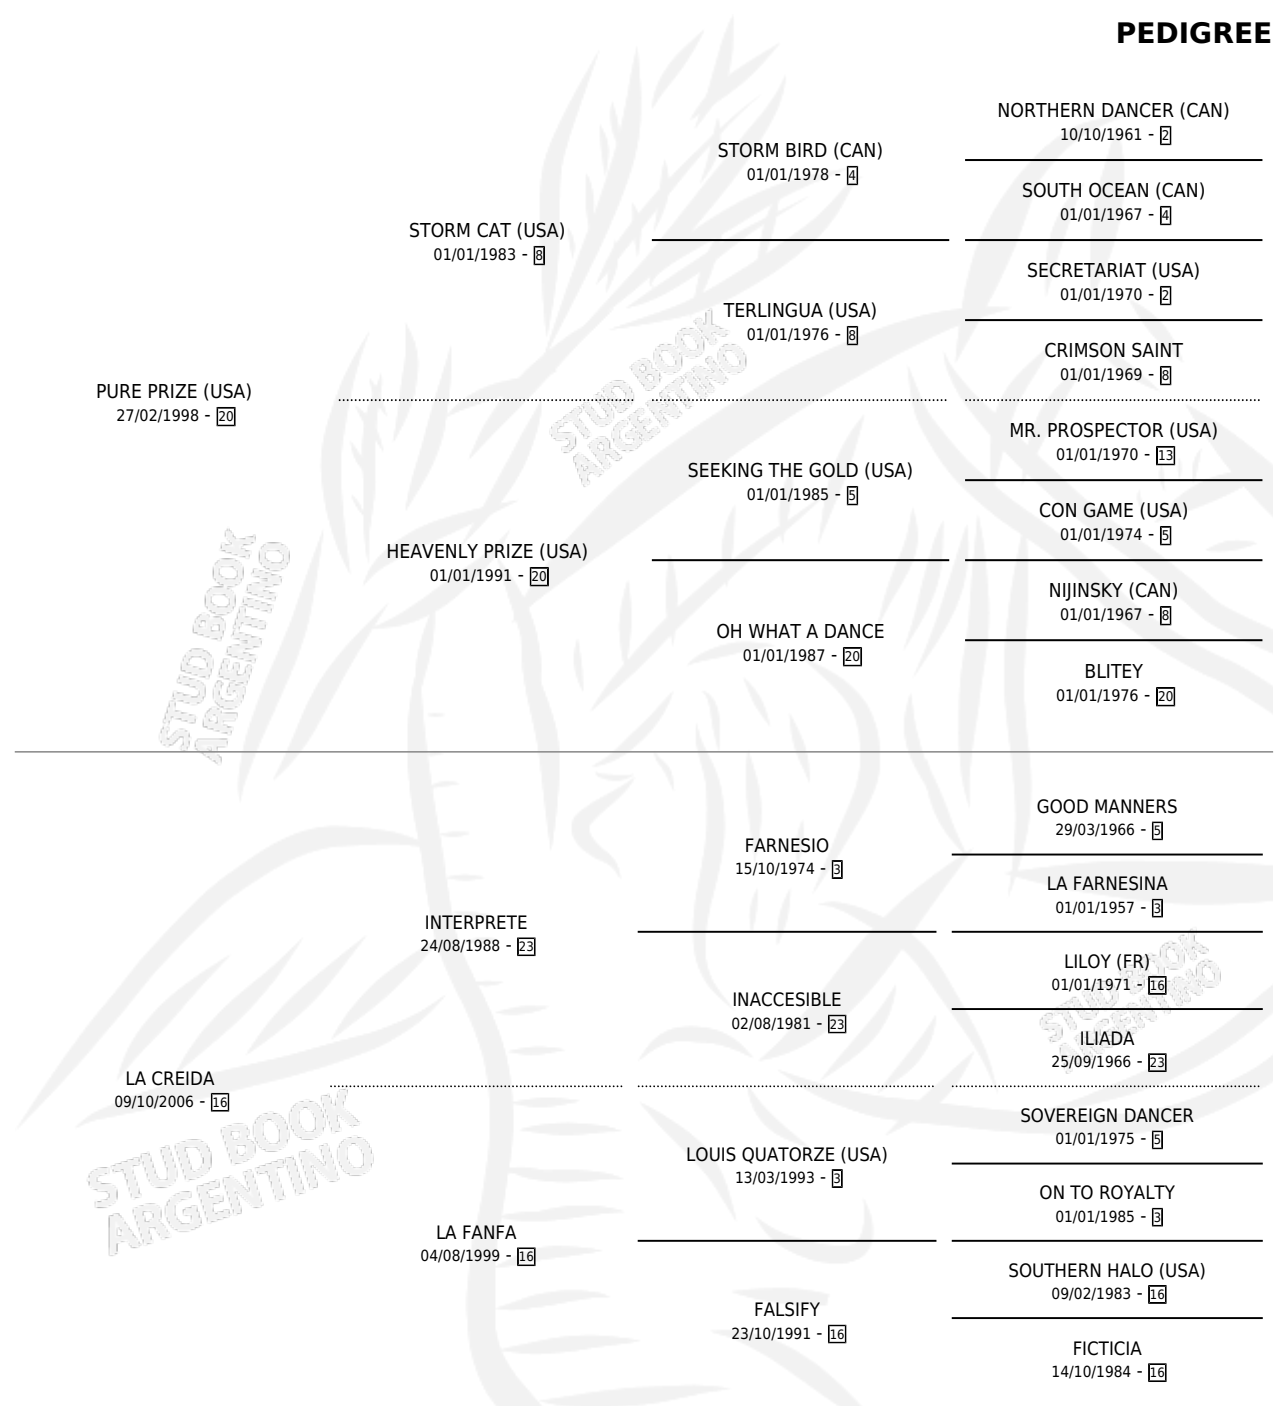 PEDIGREE
NORTHERN DANCER (CAN)
10/10/1961 - 2
STORM BIRD (CAN)
01/01/1978 - 4
SOUTH OCEAN (CAN)
01/01/1967 - 4
STORM CAT (USA)
01/01/1983 - 8
SECRETARIAT (USA)
01/01/1970 - 2
TERLINGUA (USA)
01/01/1976 - 8
CRIMSON SAINT
01/01/1969 - 8
PURE PRIZE (USA)
27/02/1998 - 20
MR. PROSPECTOR (USA)
01/01/1970 - 13
SEEKING THE GOLD (USA)
01/01/1985 - 5
CON GAME (USA)
01/01/1974 - 5
HEAVENLY PRIZE (USA)
01/01/1991 - 20
NIJINSKY (CAN)
01/01/1967 - 8
OH WHAT A DANCE
01/01/1987 - 20
BLITEY
01/01/1976 - 20
GOOD MANNERS
29/03/1966 - 5
FARNESIO
15/10/1974 - 3
LA FARNESINA
01/01/1957 - 3
INTERPRETE
24/08/1988 - 23
LILOY (FR)
01/01/1971 - 16
INACCESIBLE
02/08/1981 - 23
ILIADA
25/09/1966 - 23
LA CREIDA
09/10/2006 - 16
SOVEREIGN DANCER
01/01/1975 - 5
LOUIS QUATORZE (USA)
13/03/1993 - 3
ON TO ROYALTY
01/01/1985 - 3
LA FANFA
04/08/1999 - 16
SOUTHERN HALO (USA)
09/02/1983 - 16
FALSIFY
23/10/1991 - 16
FICTICIA
14/10/1984 - 16
STUD BOOK
ARGENTINO
STUD BOOK
ARGENTINO
STUD BOOK
ARGENTINO
STUD BOOK
ARGENTINO